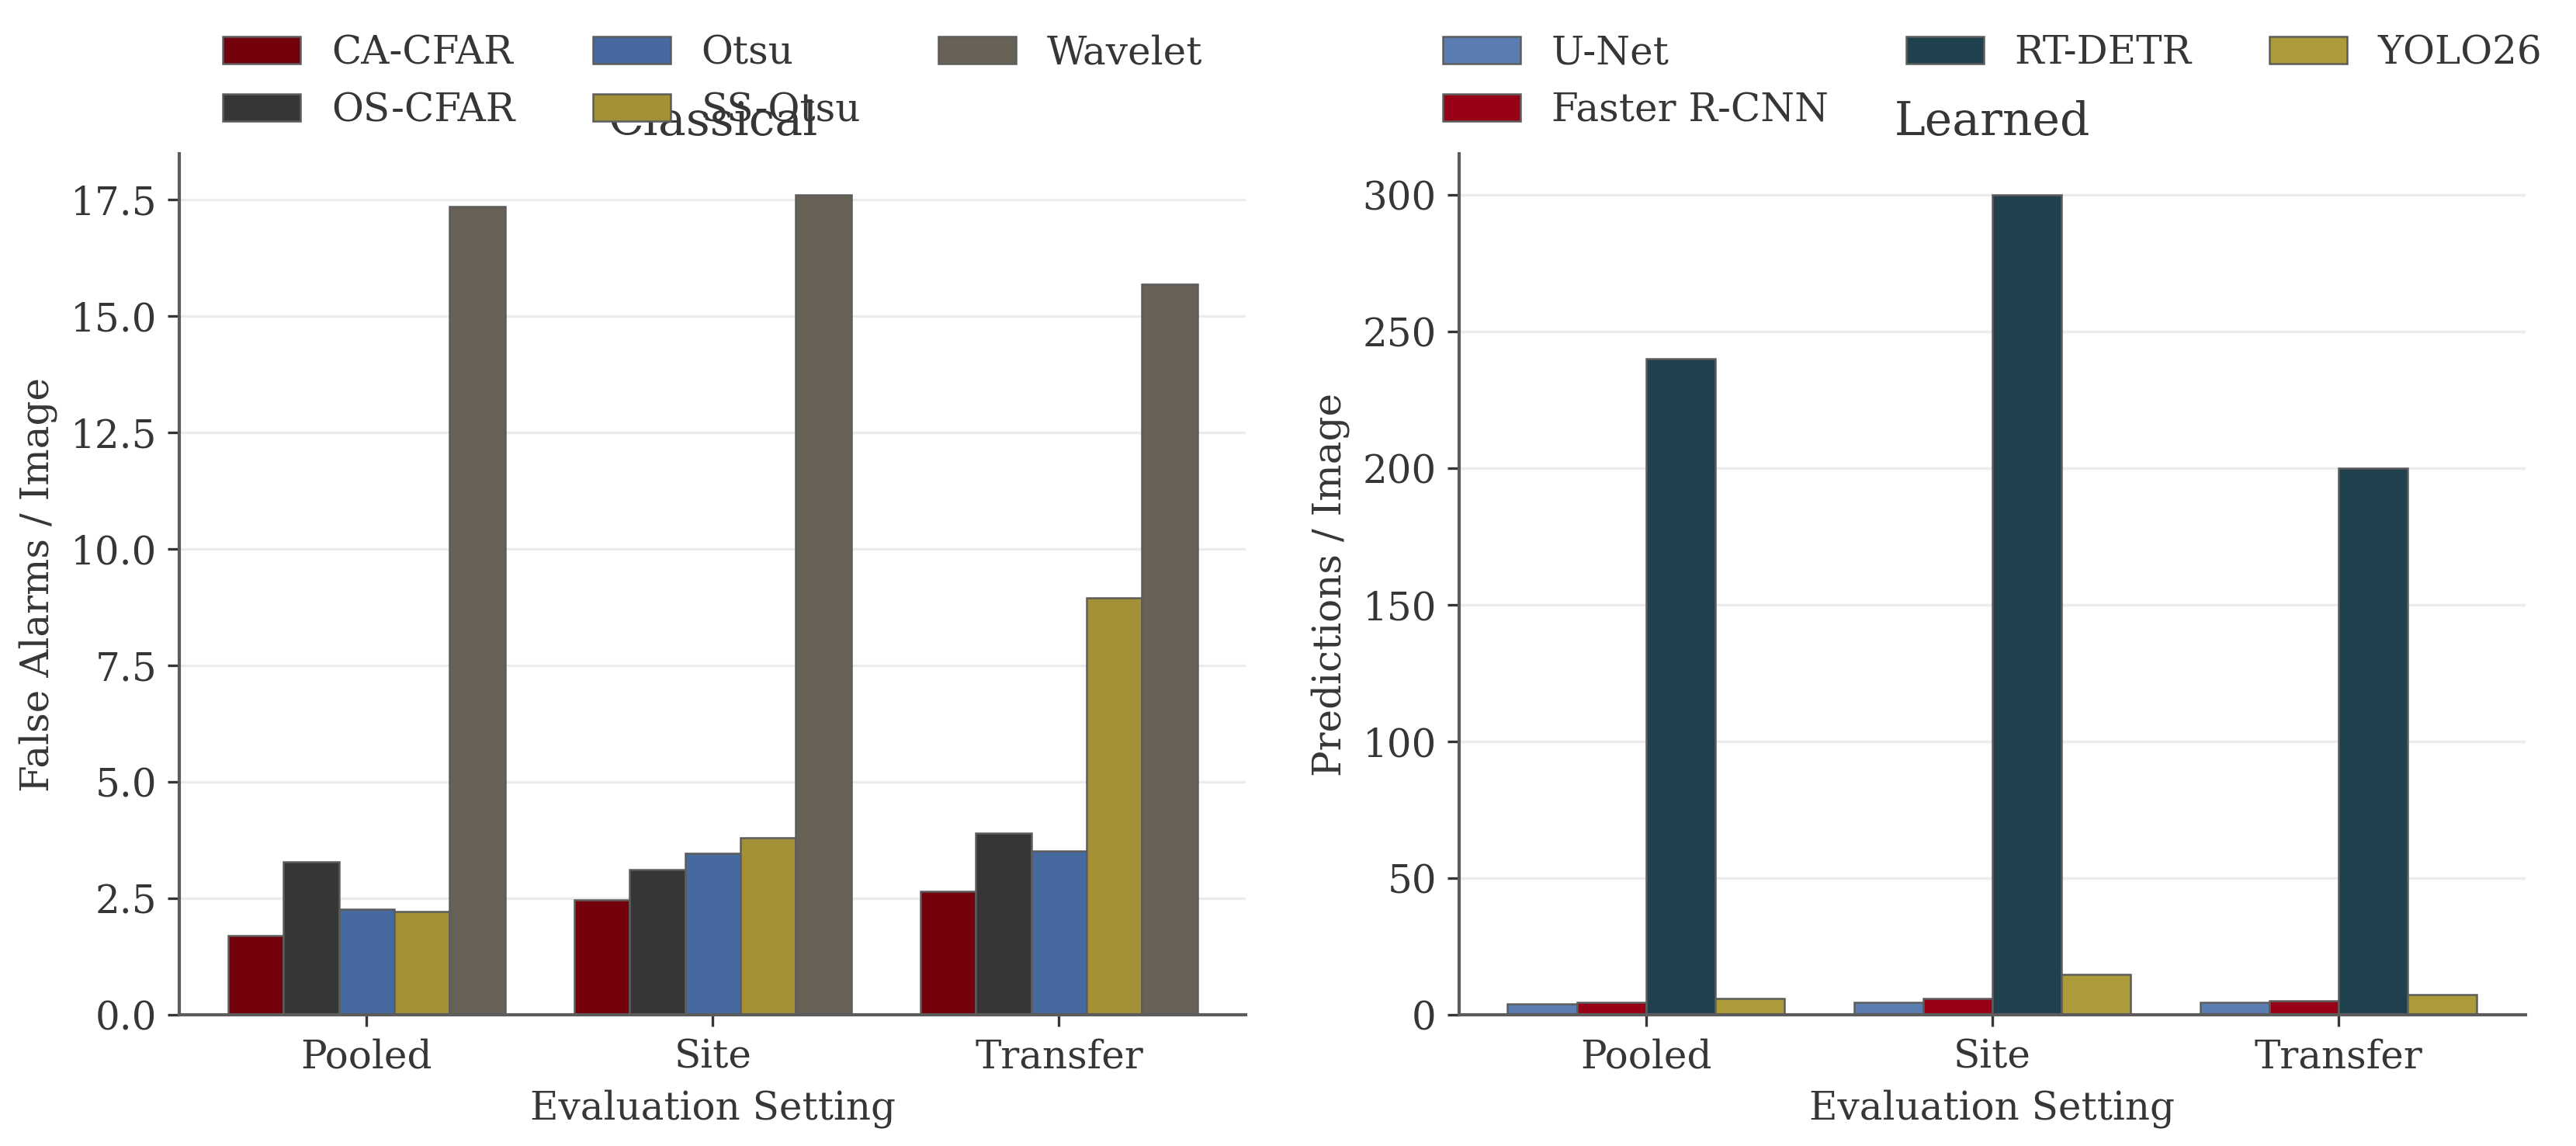 CA-CFAR
OS-CFAR
Otsu
SS-Otsu
Wavelet
Classical
17.5
15.0
12.5
10.0
7.5
5.0
2.5
0.0
False Alarms / Image
Pooled
Site
Transfer
Evaluation Setting
U-Net
Faster R-CNN
RT-DETR
YOLO26
Learned
300
250
200
150
100
50
0
Predictions / Image
Pooled
Site
Transfer
Evaluation Setting